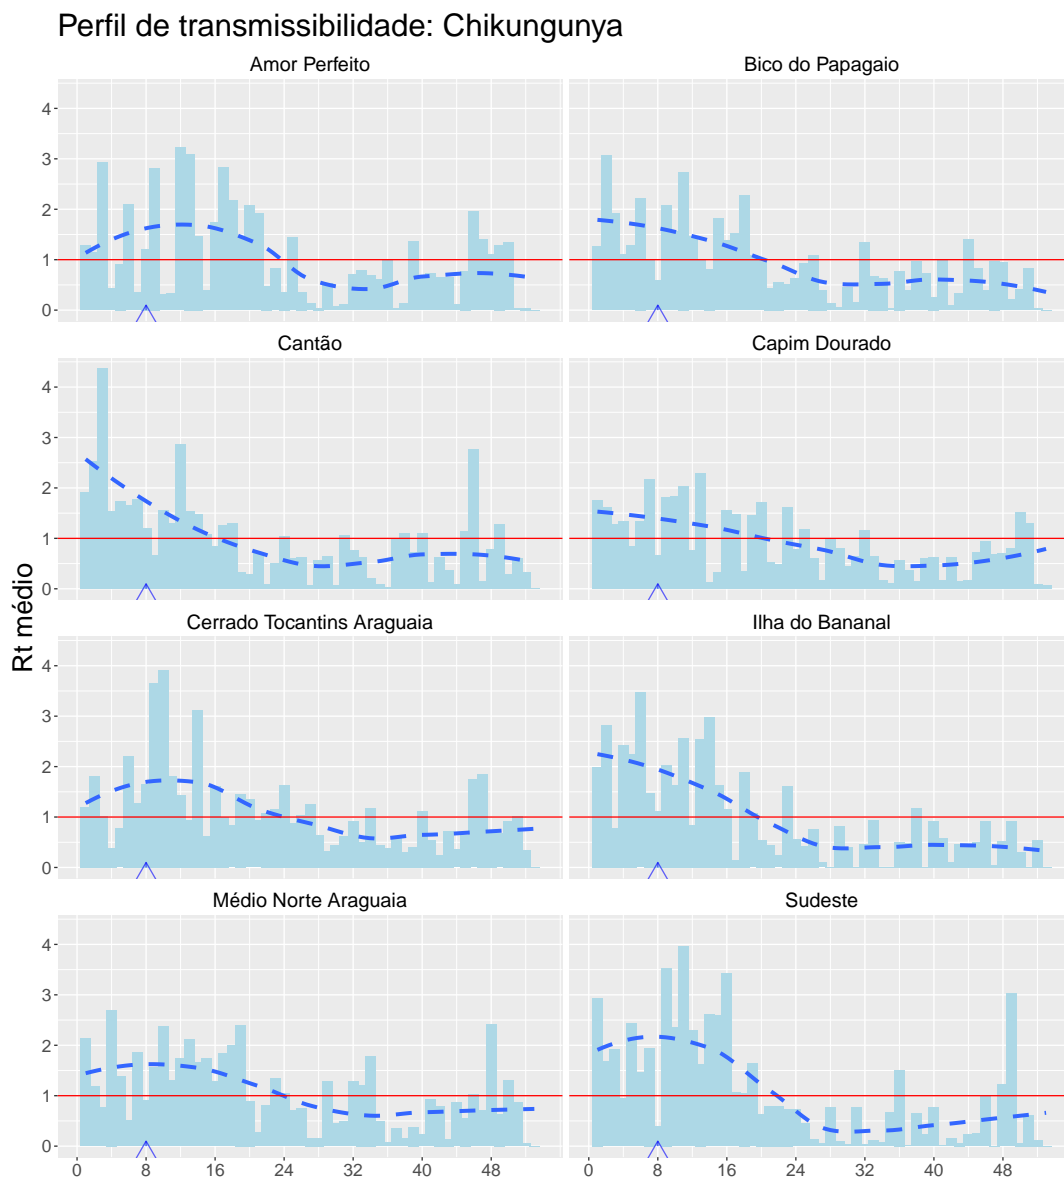 Perfil de transmissibilidade: Chikungunya
Amor Perfeito
Bico do Papagaio
4
3
2
1
0
Cantão
Capim Dourado
4
3
2
1
0
Rt médio
Cerrado Tocantins Araguaia
Ilha do Bananal
4
3
2
1
0
Médio Norte Araguaia
Sudeste
4
3
2
1
0
0 8 16 24 32 40 48
0 8 16 24 32 40 48